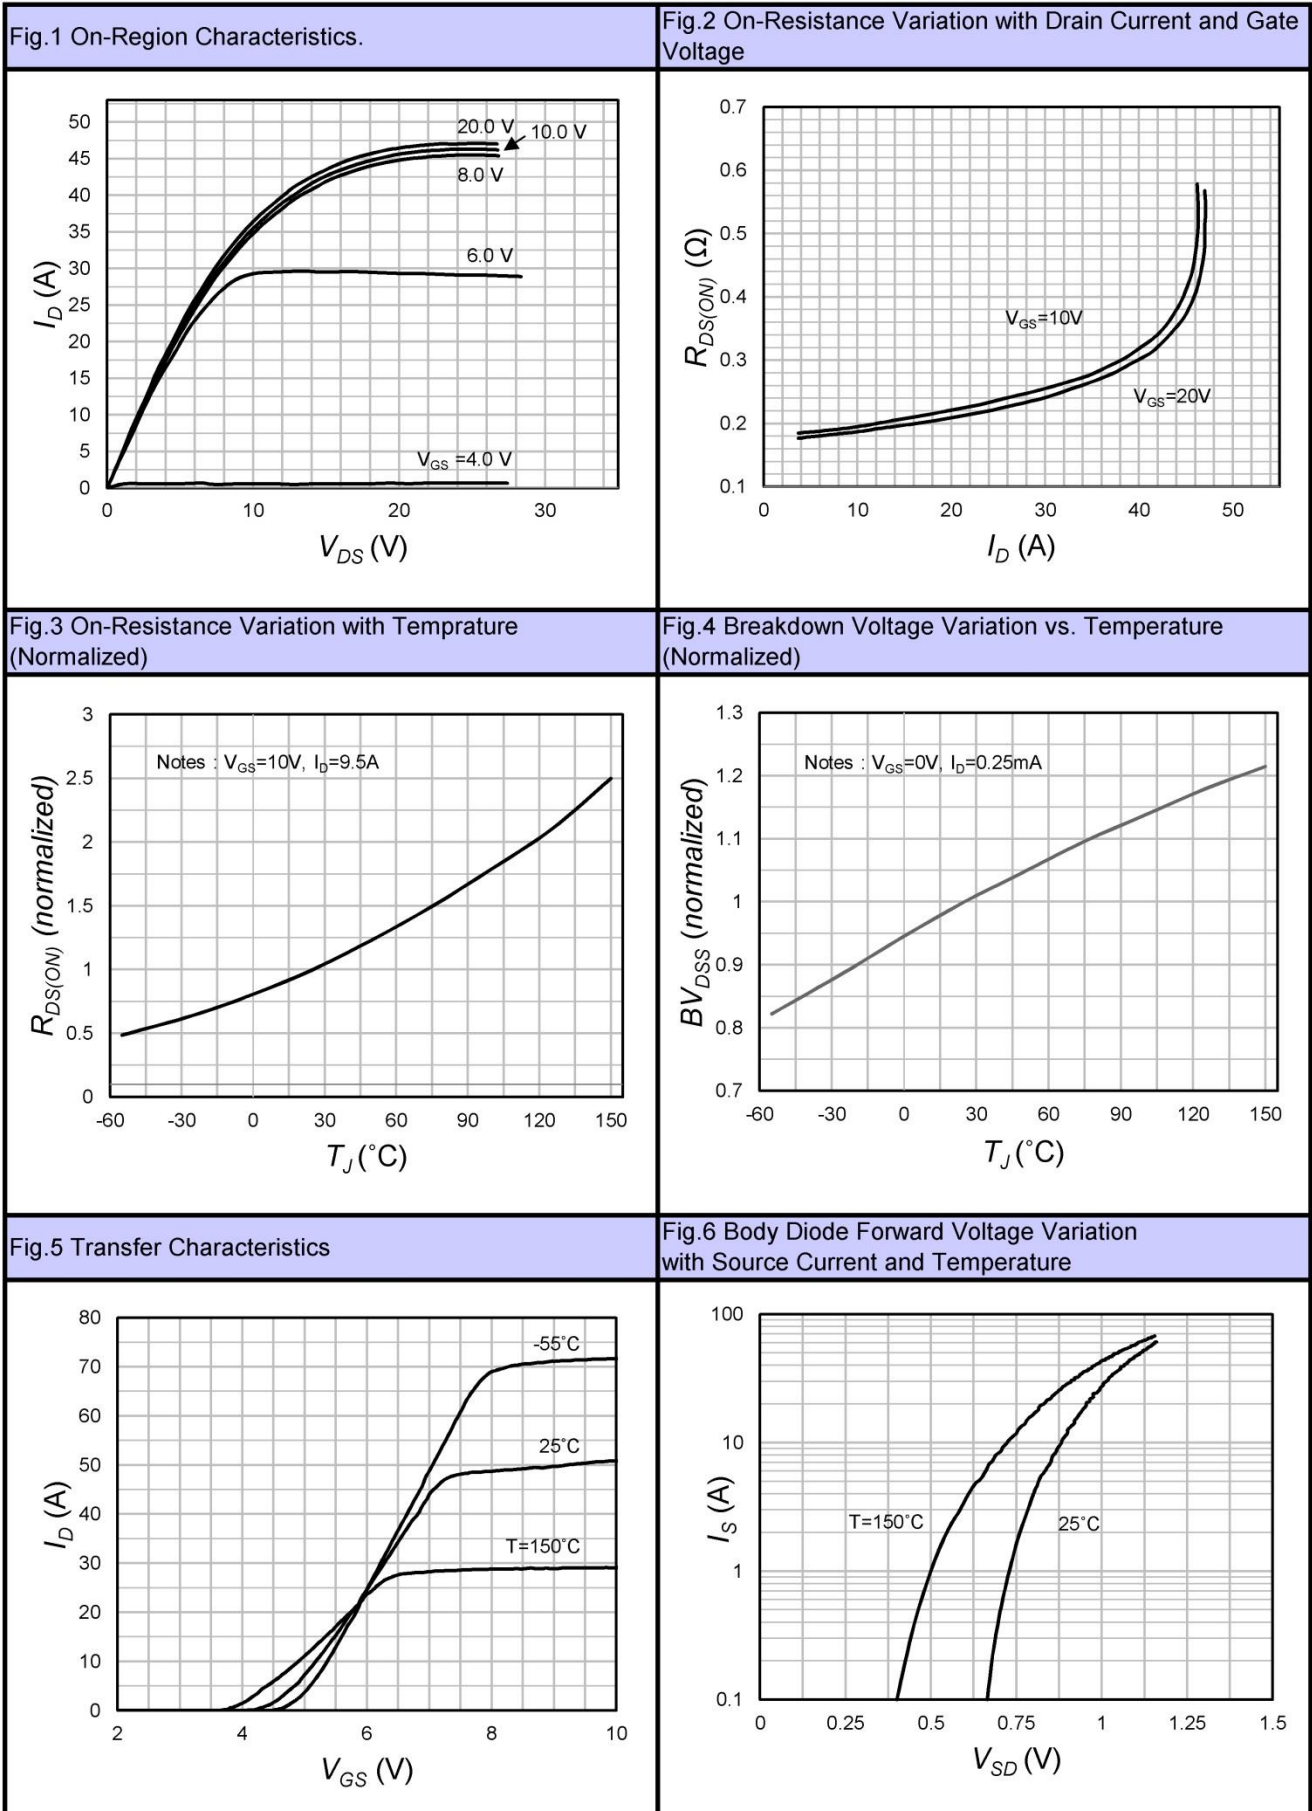 Fig.1 On-Region Characteristics.
Fig.2 On-Resistance Variation with Drain Current and Gate
Voltage
50
45
40
35
30
25
20
15
10
5
0
I_D (A)
20.0 V
10.0 V
8.0 V
6.0 V
V_GS =4.0 V
0 10 20 30
V_DS (V)
0.7
0.6
0.5
0.4
0.3
0.2
0.1
R_DS(ON) (Ω)
V_GS=10V
V_GS=20V
0 10 20 30 40 50
I_D (A)
Fig.3 On-Resistance Variation with Temprature
(Normalized)
Fig.4 Breakdown Voltage Variation vs. Temperature
(Normalized)
3
2.5
2
1.5
1
0.5
0
R_DS(ON) (normalized)
Notes : V_GS=10V, I_D=9.5A
-60 -30 0 30 60 90 120 150
T_J (°C)
1.3
1.2
1.1
1
0.9
0.8
0.7
BV_DSS (normalized)
Notes : V_GS=0V, I_D=0.25mA
-60 -30 0 30 60 90 120 150
T_J (°C)
Fig.5 Transfer Characteristics
Fig.6 Body Diode Forward Voltage Variation
with Source Current and Temperature
80
70
60
50
40
30
20
10
0
I_D (A)
-55°C
25°C
T=150°C
2 4 6 8 10
V_GS (V)
100
10
1
0.1
I_S (A)
T=150°C
25°C
0 0.25 0.5 0.75 1 1.25 1.5
V_SD (V)